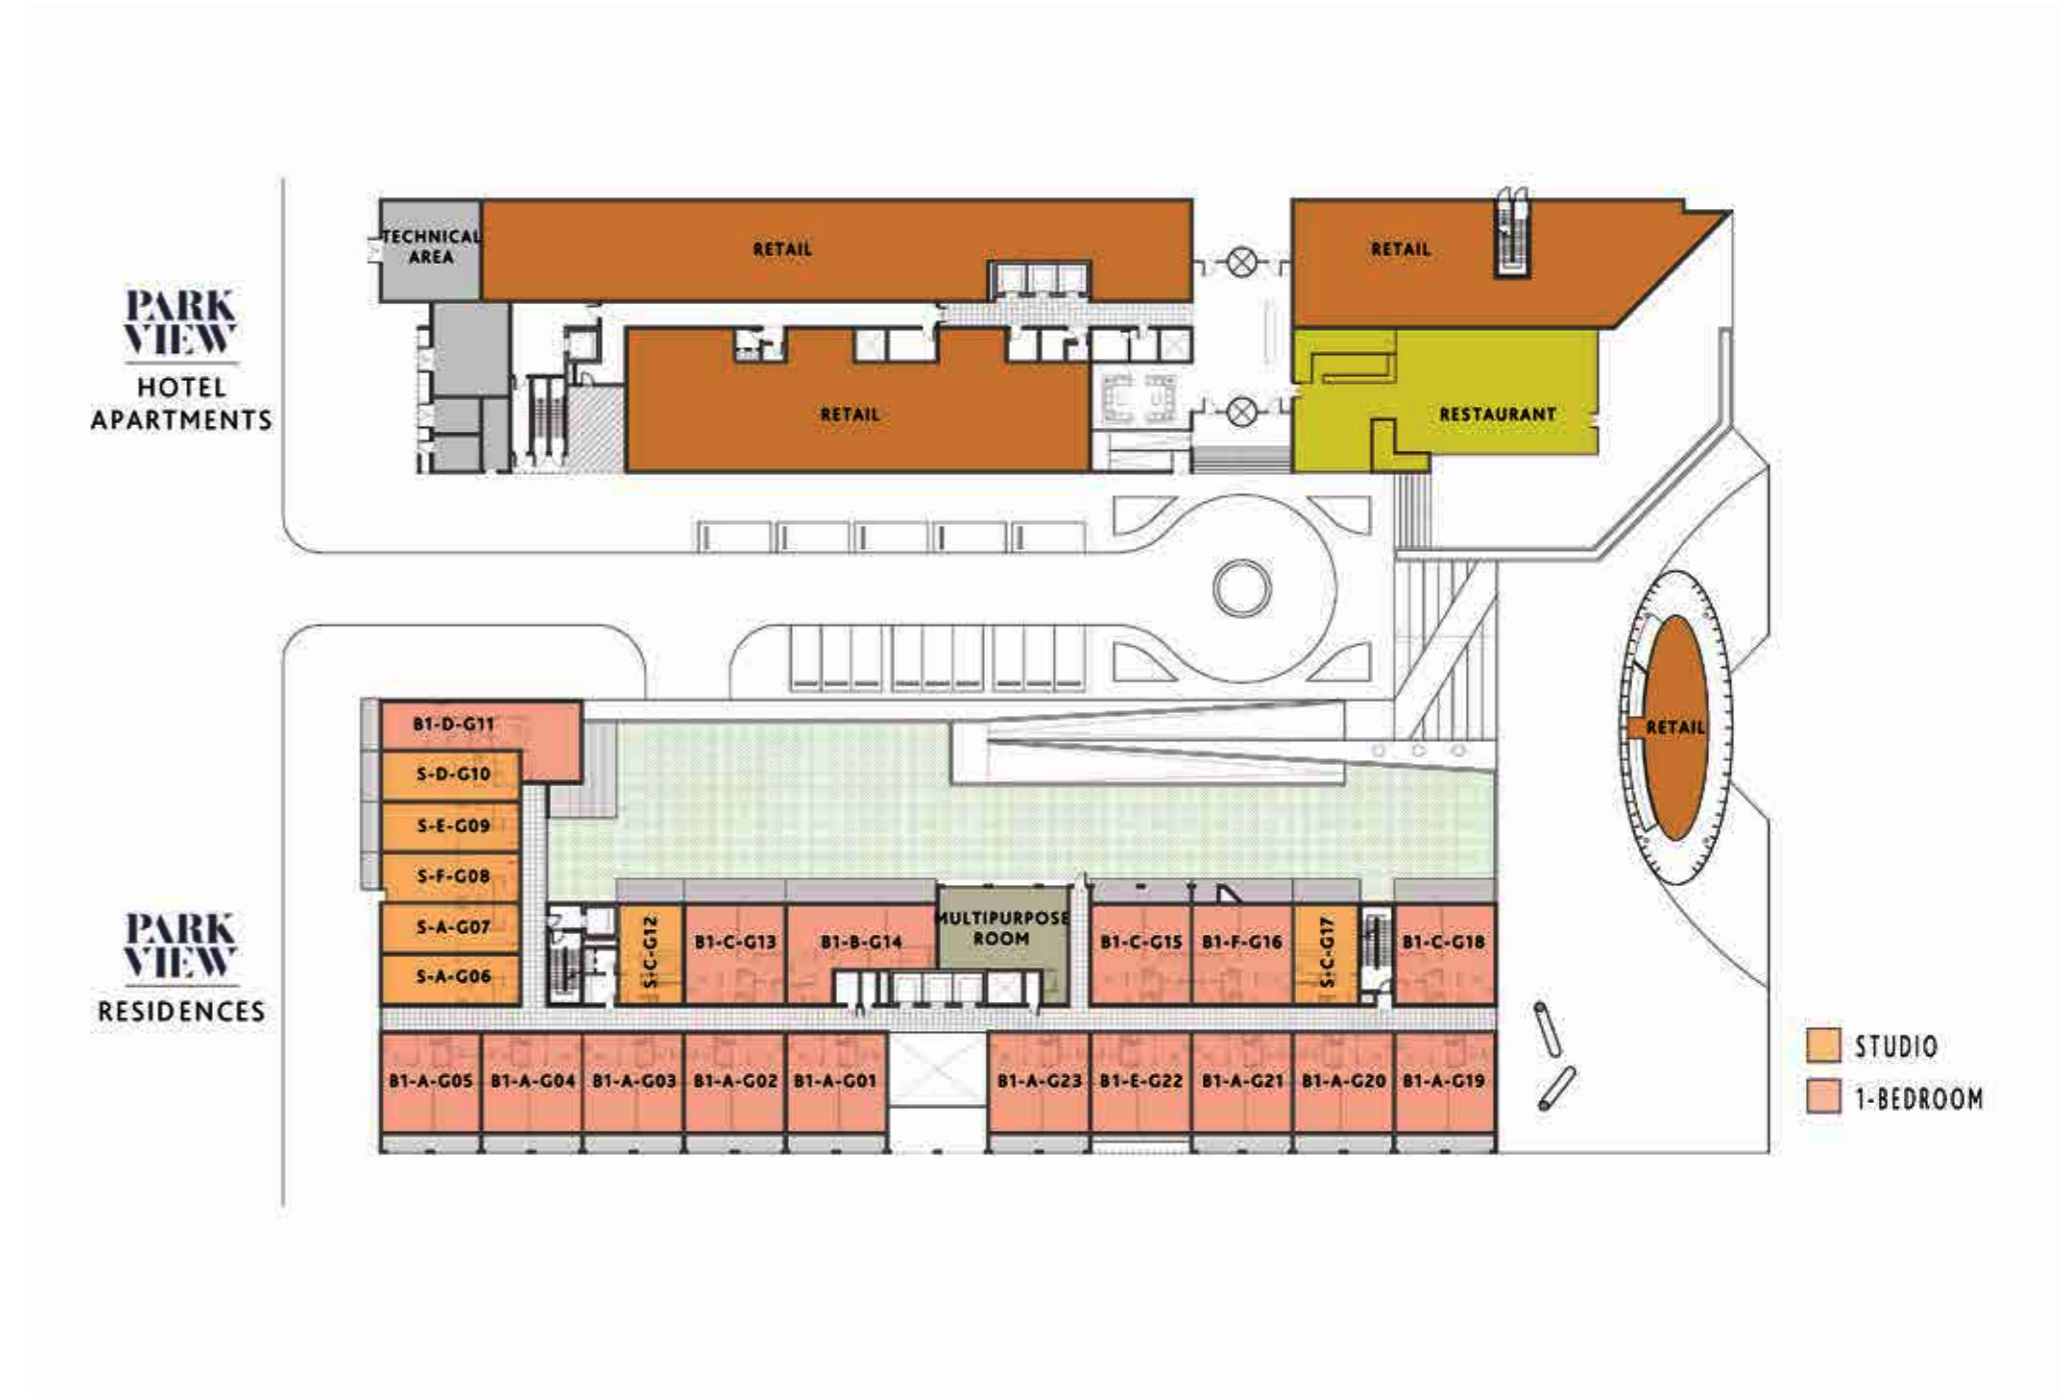 TECHNICAL
AREA
RETAIL
RETAIL
PARK
VIEW
HOTEL
APARTMENTS
RETAIL
RESTAURANT
RETAIL
B1-D-G11
S-D-G10
S-E-G09
S-F-G08
S-A-G07
S-A-G06
S-C-G12
B1-C-G13
B1-B-G14
MULTIPURPOSE
ROOM
B1-C-G15
B1-F-G16
S-C-G17
B1-C-G18
PARK
VIEW
RESIDENCES
B1-A-G05
B1-A-G04
B1-A-G03
B1-A-G02
B1-A-G01
B1-A-G23
B1-E-G22
B1-A-G21
B1-A-G20
B1-A-G19
STUDIO
1-BEDROOM